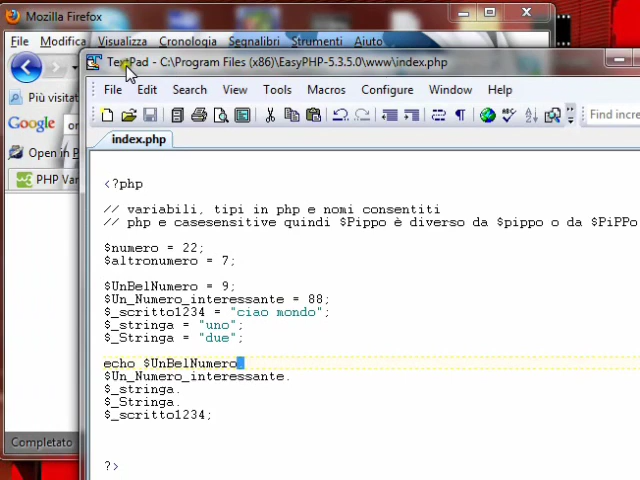 Mozilla Firefox
File Modifica Visualizza Cronologia Segnalibri Strumenti Aiuto
TextPad - C:\Program Files (x86)\EasyPHP-5.3.5.0\www\index.php
File Edit Search View Tools Macros Configure Window Help
Più visitat
Google
Find incre
Open in P
index.php
PHP Var
<?php
// variabili, tipi in php e nomi consentiti
// php e casesensitive quindi $Pippo è diverso da $pippo o da $PiPPo
$numero = 22;
$altronumero = 7;
$UnBelNumero = 9;
$Un_Numero_interessante = 88;
$_scritto1234 = "ciao mondo";
$_stringa = "uno";
$_Stringa = "due";
echo $UnBelNumero.
$Un_Numero_interessante.
$_stringa.
$_Stringa.
$_scritto1234;
Completato
?>